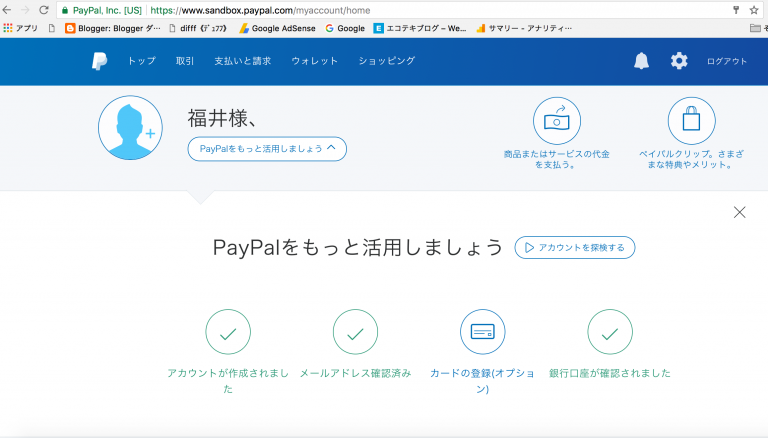 PayPal, Inc. [US] https://www.sandbox.paypal.com/myaccount/home
アプリ Blogger: Blogger ダ… difff《デュフフ》 Google AdSense Google エコテキブログ – We… サマリー - アナリティ…
トップ 取引 支払いと請求 ウォレット ショッピング ログアウト
福井様、
PayPalをもっと活用しましょう
商品またはサービスの代金
を支払う。
ペイパルクリップ。さまざ
まな特典やメリット。
PayPalをもっと活用しましょう アカウントを探検する
アカウントが作成されまし
た
メールアドレス確認済み
カードの登録(オプショ
ン)
銀行口座が確認されました